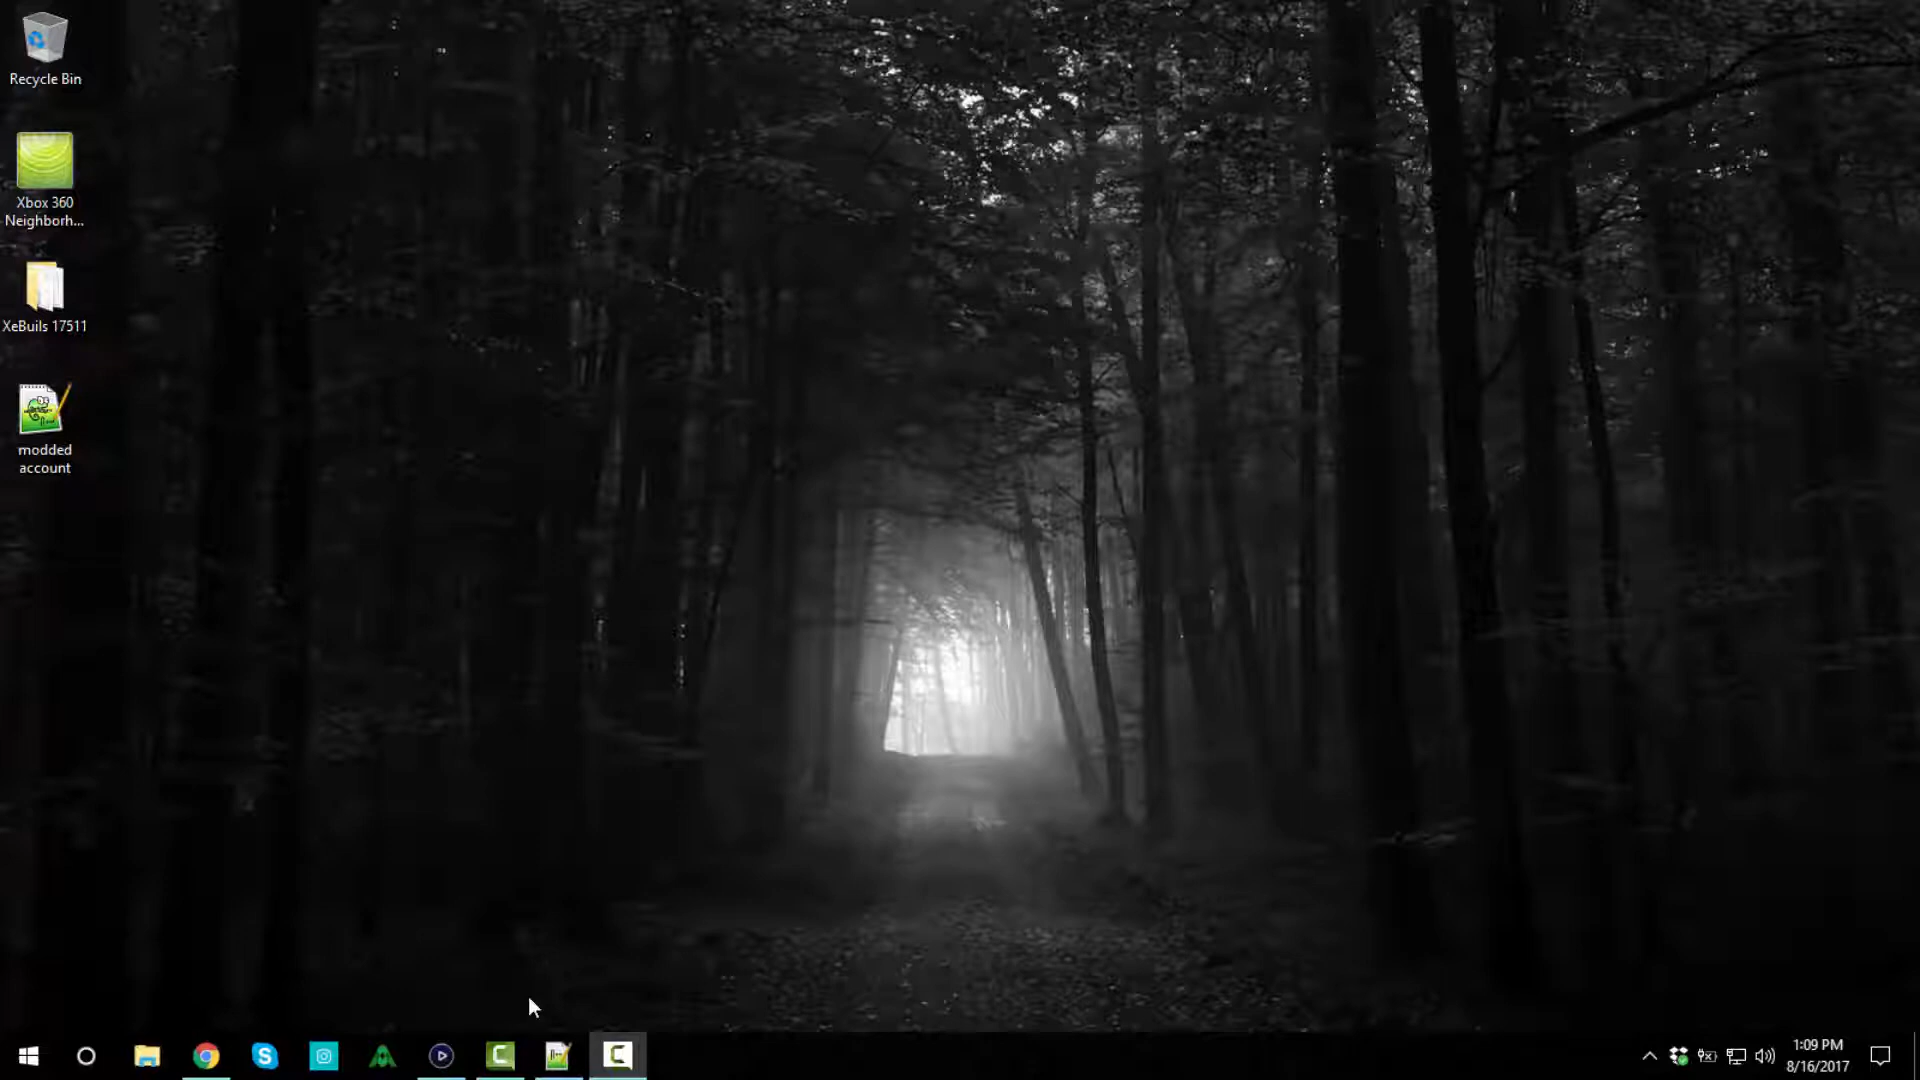 Recycle Bin
Xbox 360
Neighborh...
XeBuils 17511
modded
account
1:09 PM
8/16/2017